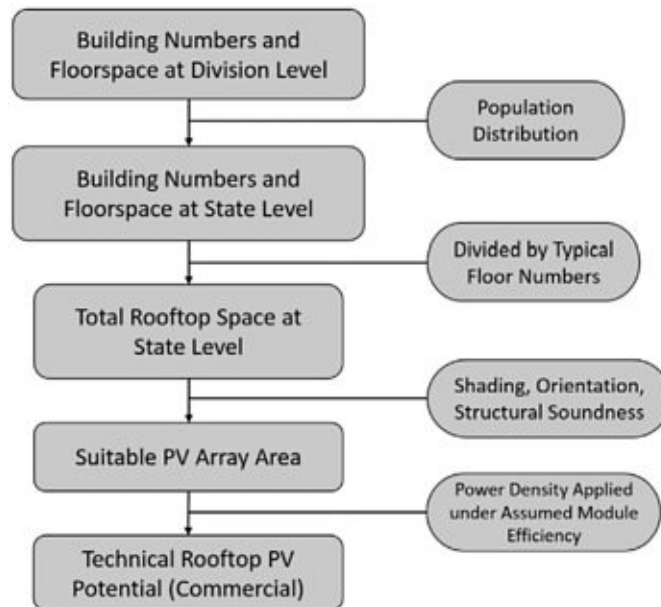 Building Numbers and
Floorspace at Division Level
Population
Distribution
Building Numbers and
Floorspace at State Level
Divided by Typical
Floor Numbers
Total Rooftop Space at
State Level
Shading, Orientation,
Structural Soundness
Suitable PV Array Area
Power Density Applied
under Assumed Module
Efficiency
Technical Rooftop PV
Potential (Commercial)